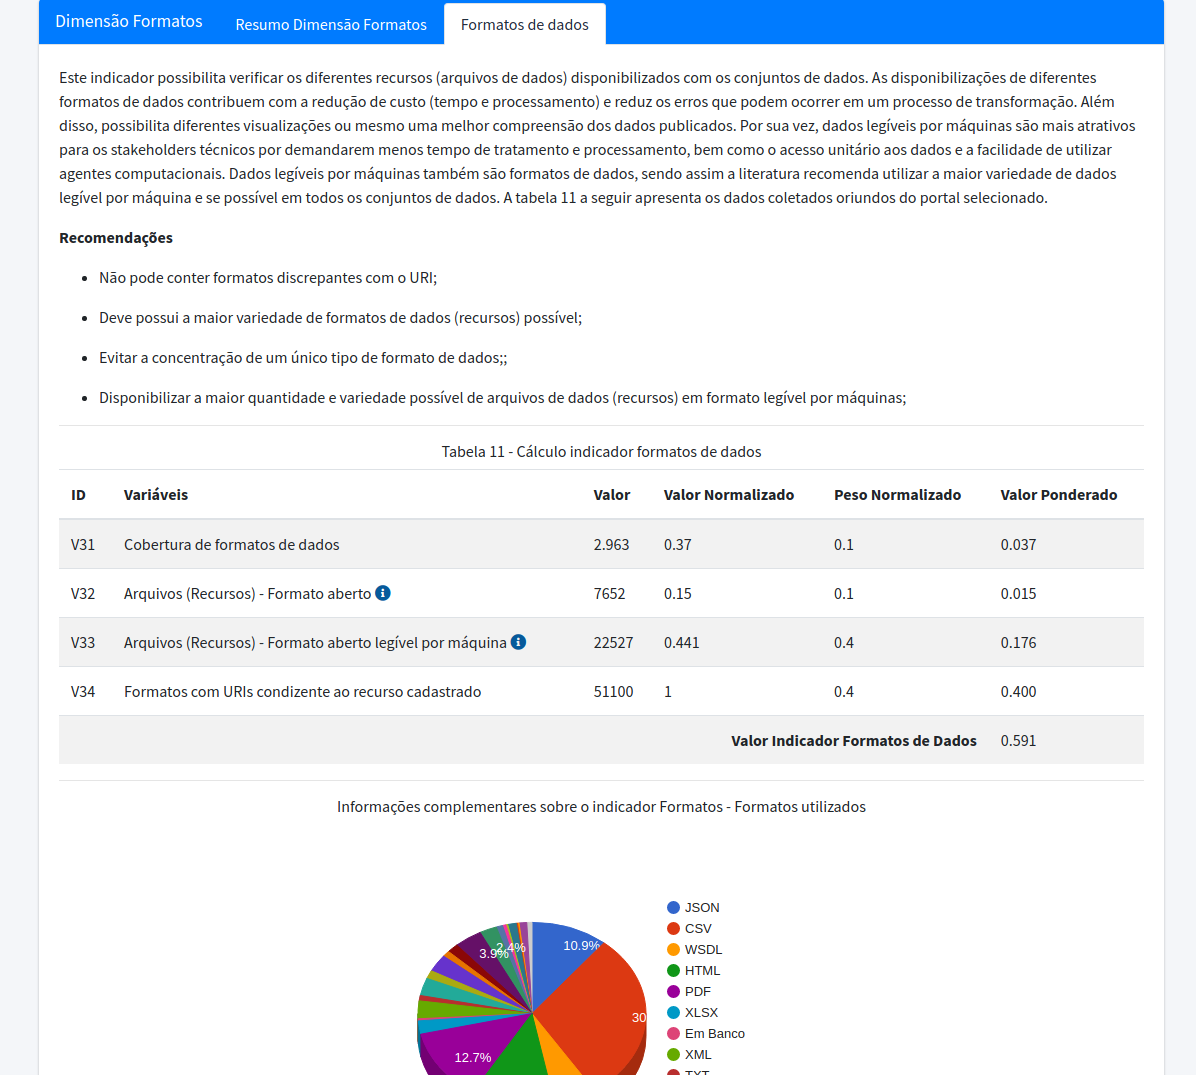 Dimensão Formatos
Resumo Dimensão Formatos
Formatos de dados
Este indicador possibilita verificar os diferentes recursos (arquivos de dados) disponibilizados com os conjuntos de dados. As disponibilizações de diferentes
formatos de dados contribuem com a redução de custo (tempo e processamento) e reduz os erros que podem ocorrer em um processo de transformação. Além
disso, possibilita diferentes visualizações ou mesmo uma melhor compreensão dos dados publicados. Por sua vez, dados legíveis por máquinas são mais atrativos
para os stakeholders técnicos por demandarem menos tempo de tratamento e processamento, bem como o acesso unitário aos dados e a facilidade de utilizar
agentes computacionais. Dados legíveis por máquinas também são formatos de dados, sendo assim a literatura recomenda utilizar a maior variedade de dados
legível por máquina e se possível em todos os conjuntos de dados. A tabela 11 a seguir apresenta os dados coletados oriundos do portal selecionado.
Recomendações
Não pode conter formatos discrepantes com o URI;
Deve possui a maior variedade de formatos de dados (recursos) possível;
Evitar a concentração de um único tipo de formato de dados;;
Disponibilizar a maior quantidade e variedade possível de arquivos de dados (recursos) em formato legível por máquinas;
Tabela 11 - Cálculo indicador formatos de dados
ID Variáveis Valor Valor Normalizado Peso Normalizado Valor Ponderado
V31 Cobertura de formatos de dados 2.963 0.37 0.1 0.037
V32 Arquivos (Recursos) - Formato aberto 7652 0.15 0.1 0.015
V33 Arquivos (Recursos) - Formato aberto legível por máquina 22527 0.441 0.4 0.176
V34 Formatos com URIs condizente ao recurso cadastrado 51100 1 0.4 0.400
Valor Indicador Formatos de Dados 0.591
Informações complementares sobre o indicador Formatos - Formatos utilizados
JSON
CSV
WSDL
HTML
PDF
XLSX
Em Banco
XML
TXT
10.9%
2.4%
3.9%
30
12.7%